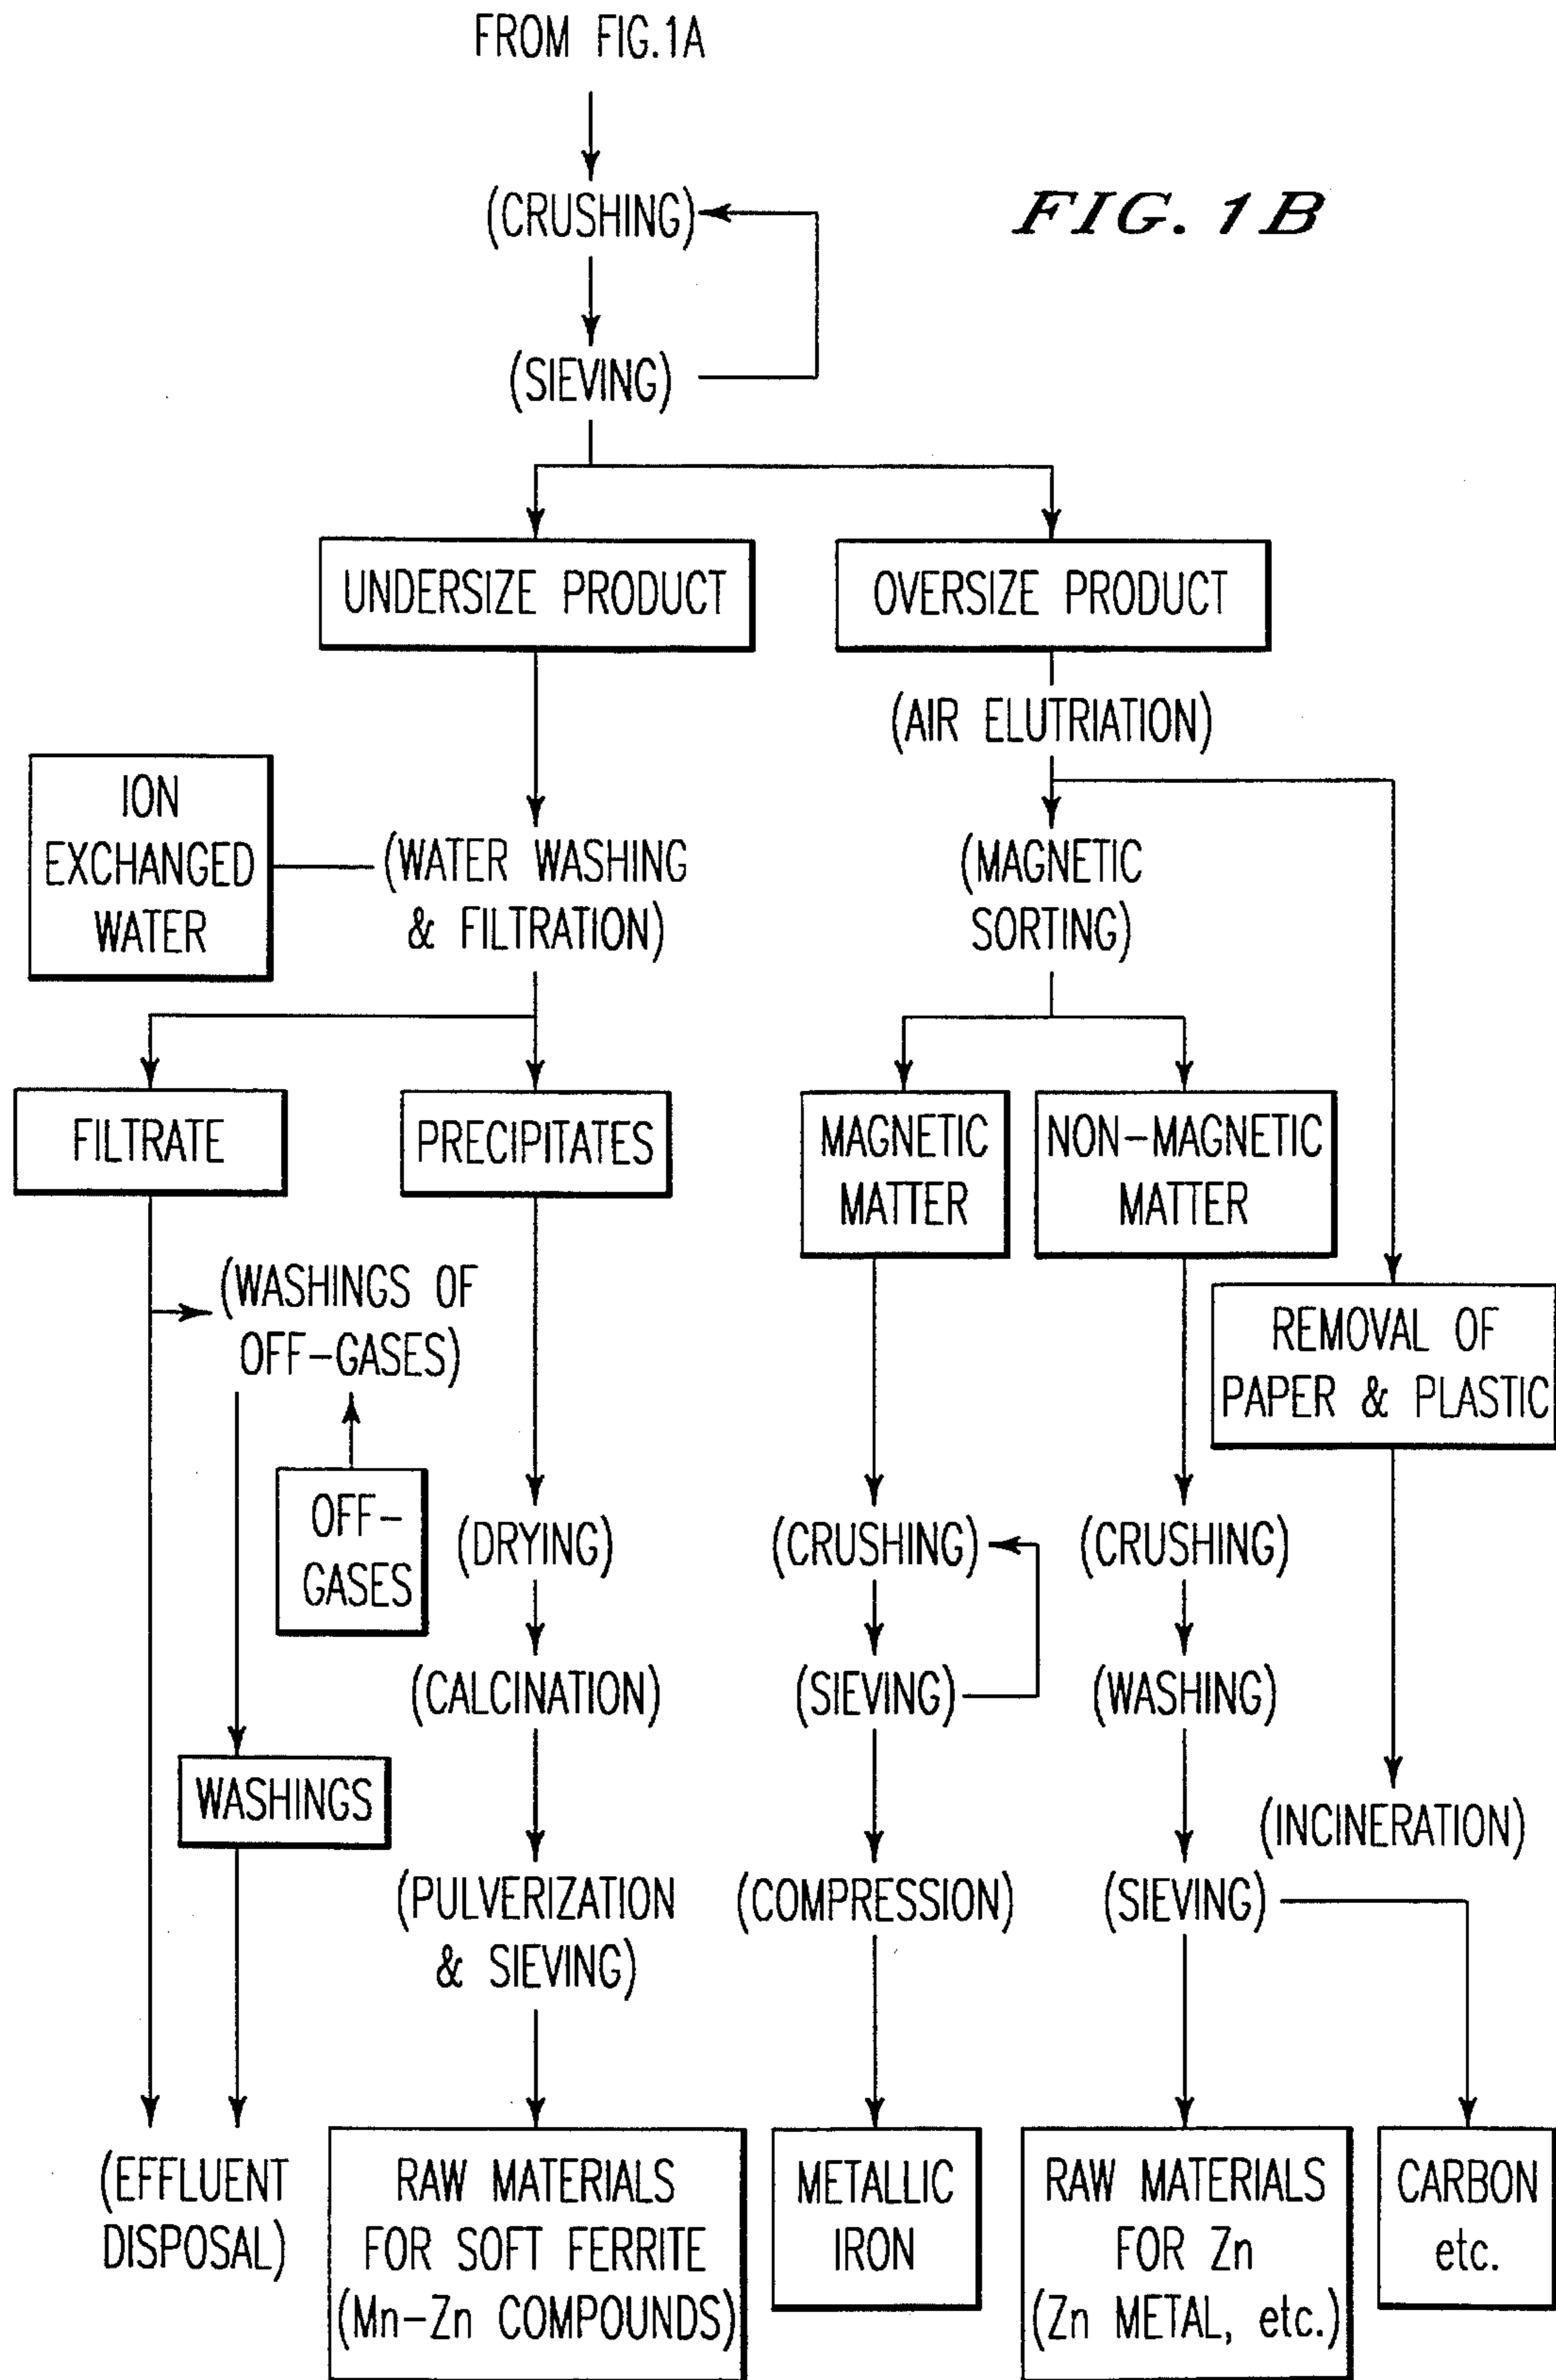 FROM FIG.1A
FIG. 1B
(CRUSHING)
(SIEVING)
UNDERSIZE PRODUCT
OVERSIZE PRODUCT
(AIR ELUTRIATION)
ION
EXCHANGED
WATER
(WATER WASHING
& FILTRATION)
(MAGNETIC
SORTING)
FILTRATE
PRECIPITATES
MAGNETIC
MATTER
NON-MAGNETIC
MATTER
(WASHINGS OF
OFF-GASES)
REMOVAL OF
PAPER & PLASTIC
OFF-
GASES
(DRYING)
(CRUSHING)
(CRUSHING)
(CALCINATION)
(SIEVING)
(WASHING)
WASHINGS
(INCINERATION)
(PULVERIZATION
& SIEVING)
(COMPRESSION)
(SIEVING)
(EFFLUENT
DISPOSAL)
RAW MATERIALS
FOR SOFT FERRITE
(Mn-Zn COMPOUNDS)
METALLIC
IRON
RAW MATERIALS
FOR Zn
(Zn METAL, etc.)
CARBON
etc.